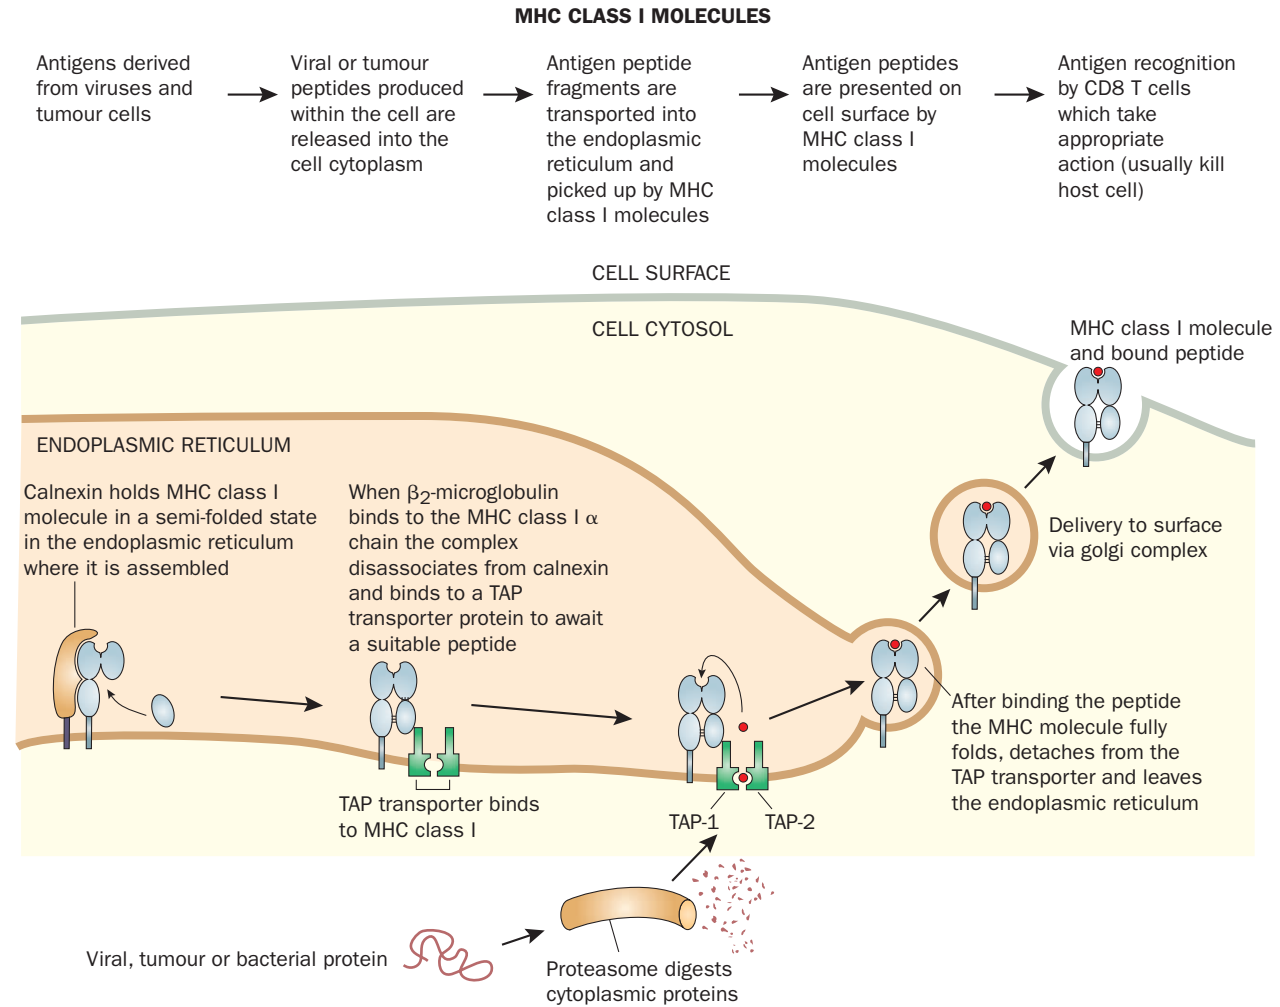 MHC CLASS I MOLECULES
Antigens derived
from viruses and
tumour cells
Viral or tumour
peptides produced
within the cell are
released into the
cell cytoplasm
Antigen peptide
fragments are
transported into
the endoplasmic
reticulum and
picked up by MHC
class I molecules
Antigen peptides
are presented on
cell surface by
MHC class I
molecules
Antigen recognition
by CD8 T cells
which take
appropriate
action (usually kill
host cell)
CELL SURFACE
CELL CYTOSOL
MHC class I molecule
and bound peptide
ENDOPLASMIC RETICULUM
Calnexin holds MHC class I
molecule in a semi-folded state
in the endoplasmic reticulum
where it is assembled
When β2-microglobulin
binds to the MHC class I α
chain the complex
disassociates from calnexin
and binds to a TAP
transporter protein to await
a suitable peptide
Delivery to surface
via golgi complex
After binding the peptide
the MHC molecule fully
folds, detaches from the
TAP transporter and leaves
the endoplasmic reticulum
TAP transporter binds
to MHC class I
TAP-1
TAP-2
Viral, tumour or bacterial protein
Proteasome digests
cytoplasmic proteins